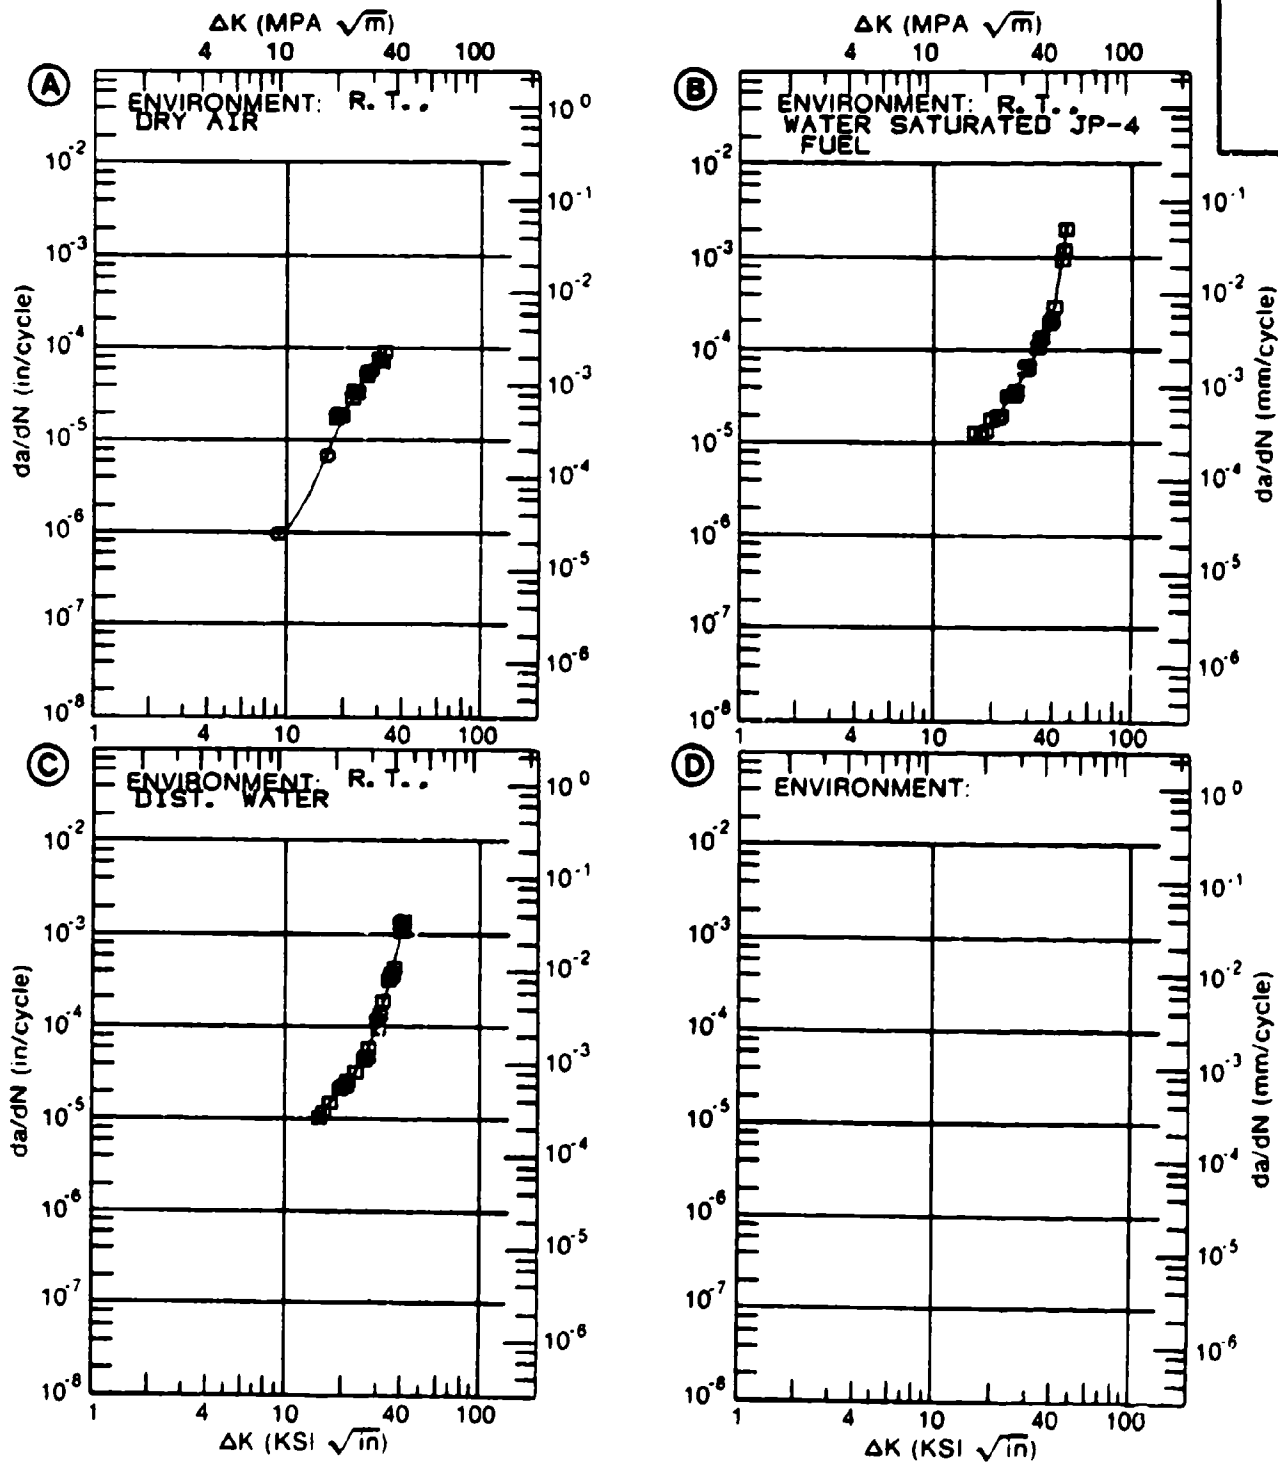 ΔK (MPA √m)
4 10 40 100
A
ENVIRONMENT: R. T..
DRY AIR
10^0
10^-2
10^-1
10^-3
10^-2
10^-4
10^-3
10^-5
10^-4
10^-6
10^-5
10^-7
10^-6
10^-8
1 4 10 40 100
da/dN (in/cycle)
ΔK (MPA √m)
4 10 40 100
B
ENVIRONMENT: R. T..
WATER SATURATED JP-4
FUEL
10^-2
10^-1
10^-3
10^-2
10^-4
10^-3
10^-5
10^-4
10^-6
10^-5
10^-7
10^-6
10^-8
1 4 10 40 100
da/dN (mm/cycle)
C
ENVIRONMENT: R. T..
DIST. WATER
10^0
10^-2
10^-1
10^-3
10^-2
10^-4
10^-3
10^-5
10^-4
10^-6
10^-5
10^-7
10^-6
10^-8
1 4 10 40 100
da/dN (in/cycle)
ΔK (KSI √in)
D
ENVIRONMENT:
10^0
10^-2
10^-1
10^-3
10^-2
10^-4
10^-3
10^-5
10^-4
10^-6
10^-5
10^-7
10^-6
10^-8
1 4 10 40 100
da/dN (mm/cycle)
ΔK (KSI √in)